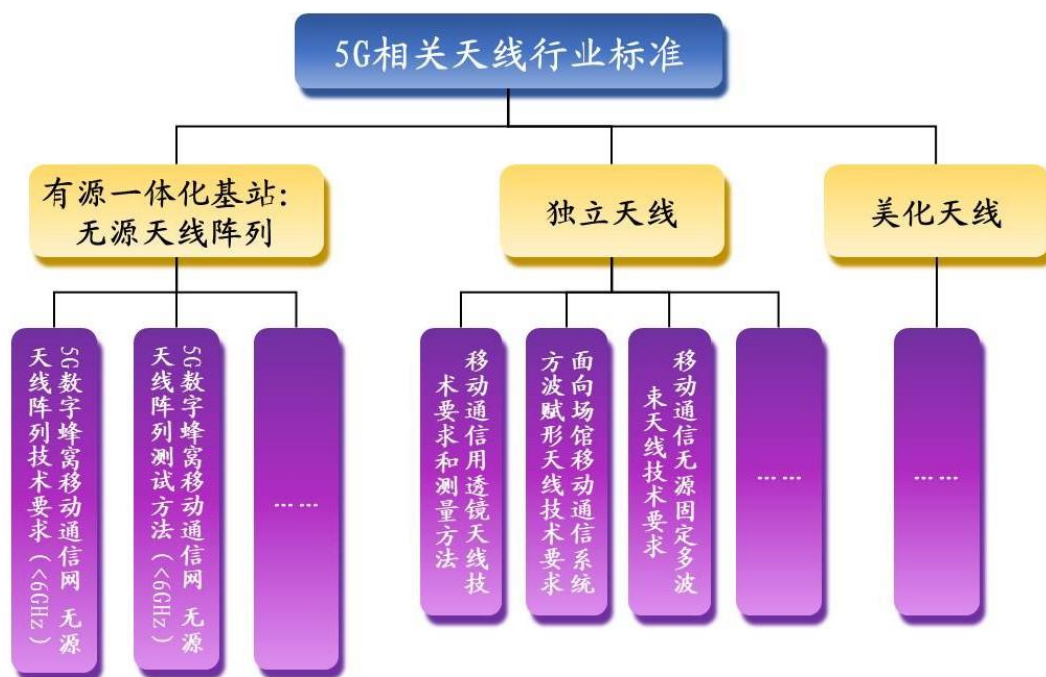 5G相关天线行业标准
有源一体化基站：
无源天线阵列
独立天线
美化天线
5G数字蜂窝移动通信网 无源
天线阵列技术要求（<6GHz）
5G数字蜂窝移动通信网 无源
天线阵列测试方法（<6GHz）
……
移动通信用透镜天线技
术要求和测量方法
面向场馆移动通信系统
方波赋形天线技术要求
移动通信无源固定多波
束天线技术要求
……
……